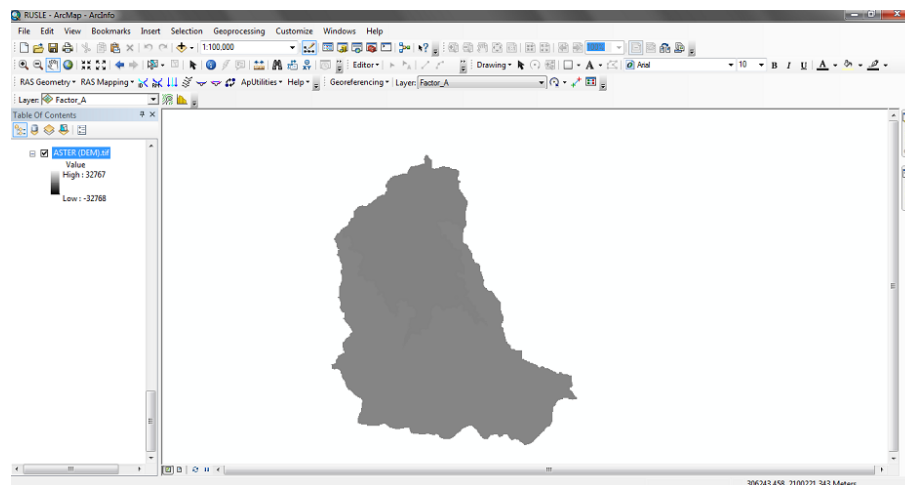 RUSLE - ArcMap - ArcInfo
File Edit View Bookmarks Insert Selection Geoprocessing Customize Windows Help
1:100,000
Editor Drawing Arial 10 B I U A
RAS Geometry RAS Mapping ApUtilities Help Georeferencing Layer: Factor_A
Layer: Factor_A
Table Of Contents
ASTER (DEM).tif
Value
High : 32767
Low : -32768
306243.458 2100221.343 Meters